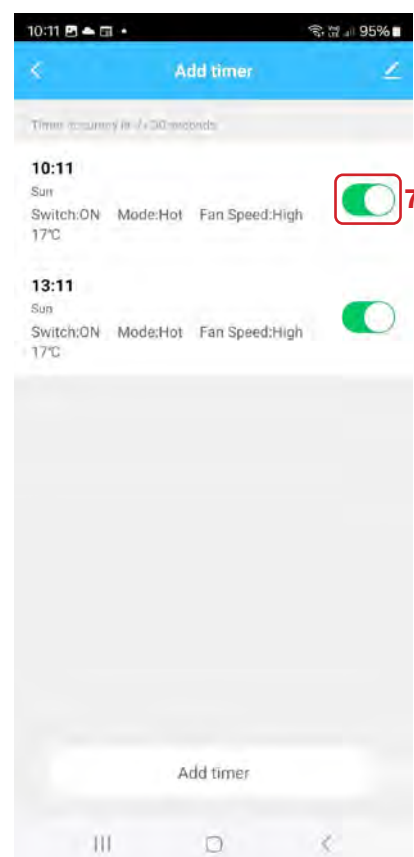 10:11 95%
Add timer
Timer accuracy is -/+30 seconds
10:11
Sun
Switch:ON Mode:Hot Fan Speed:High
17℃
7
13:11
Sun
Switch:ON Mode:Hot Fan Speed:High
17℃
Add timer